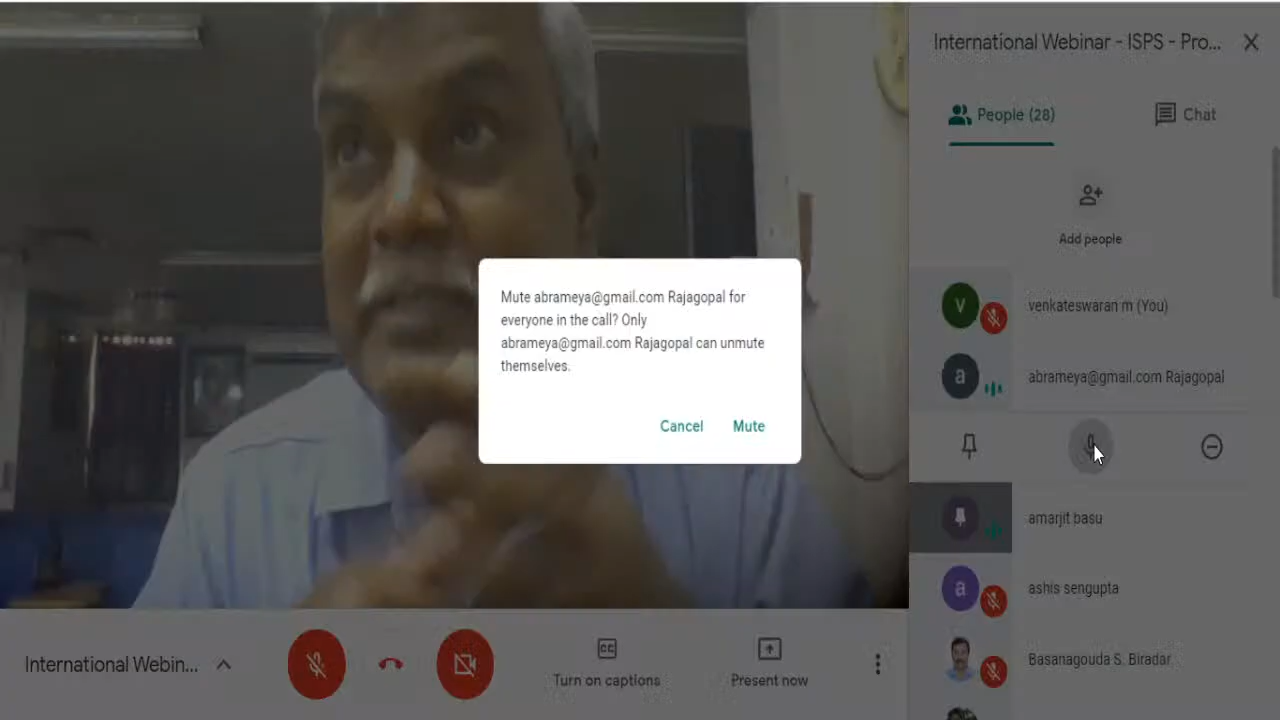 International Webinar - ISPS - Pro...
People (28)
Chat
Add people
venkateswaran m (You)
abrameya@gmail.com Rajagopal
amarjit basu
ashis sengupta
Basanagouda S. Biradar
V
a
a
Mute abrameya@gmail.com Rajagopal for
everyone in the call? Only
abrameya@gmail.com Rajagopal can unmute
themselves.
Cancel
Mute
International Webin...
CC
Turn on captions
Present now